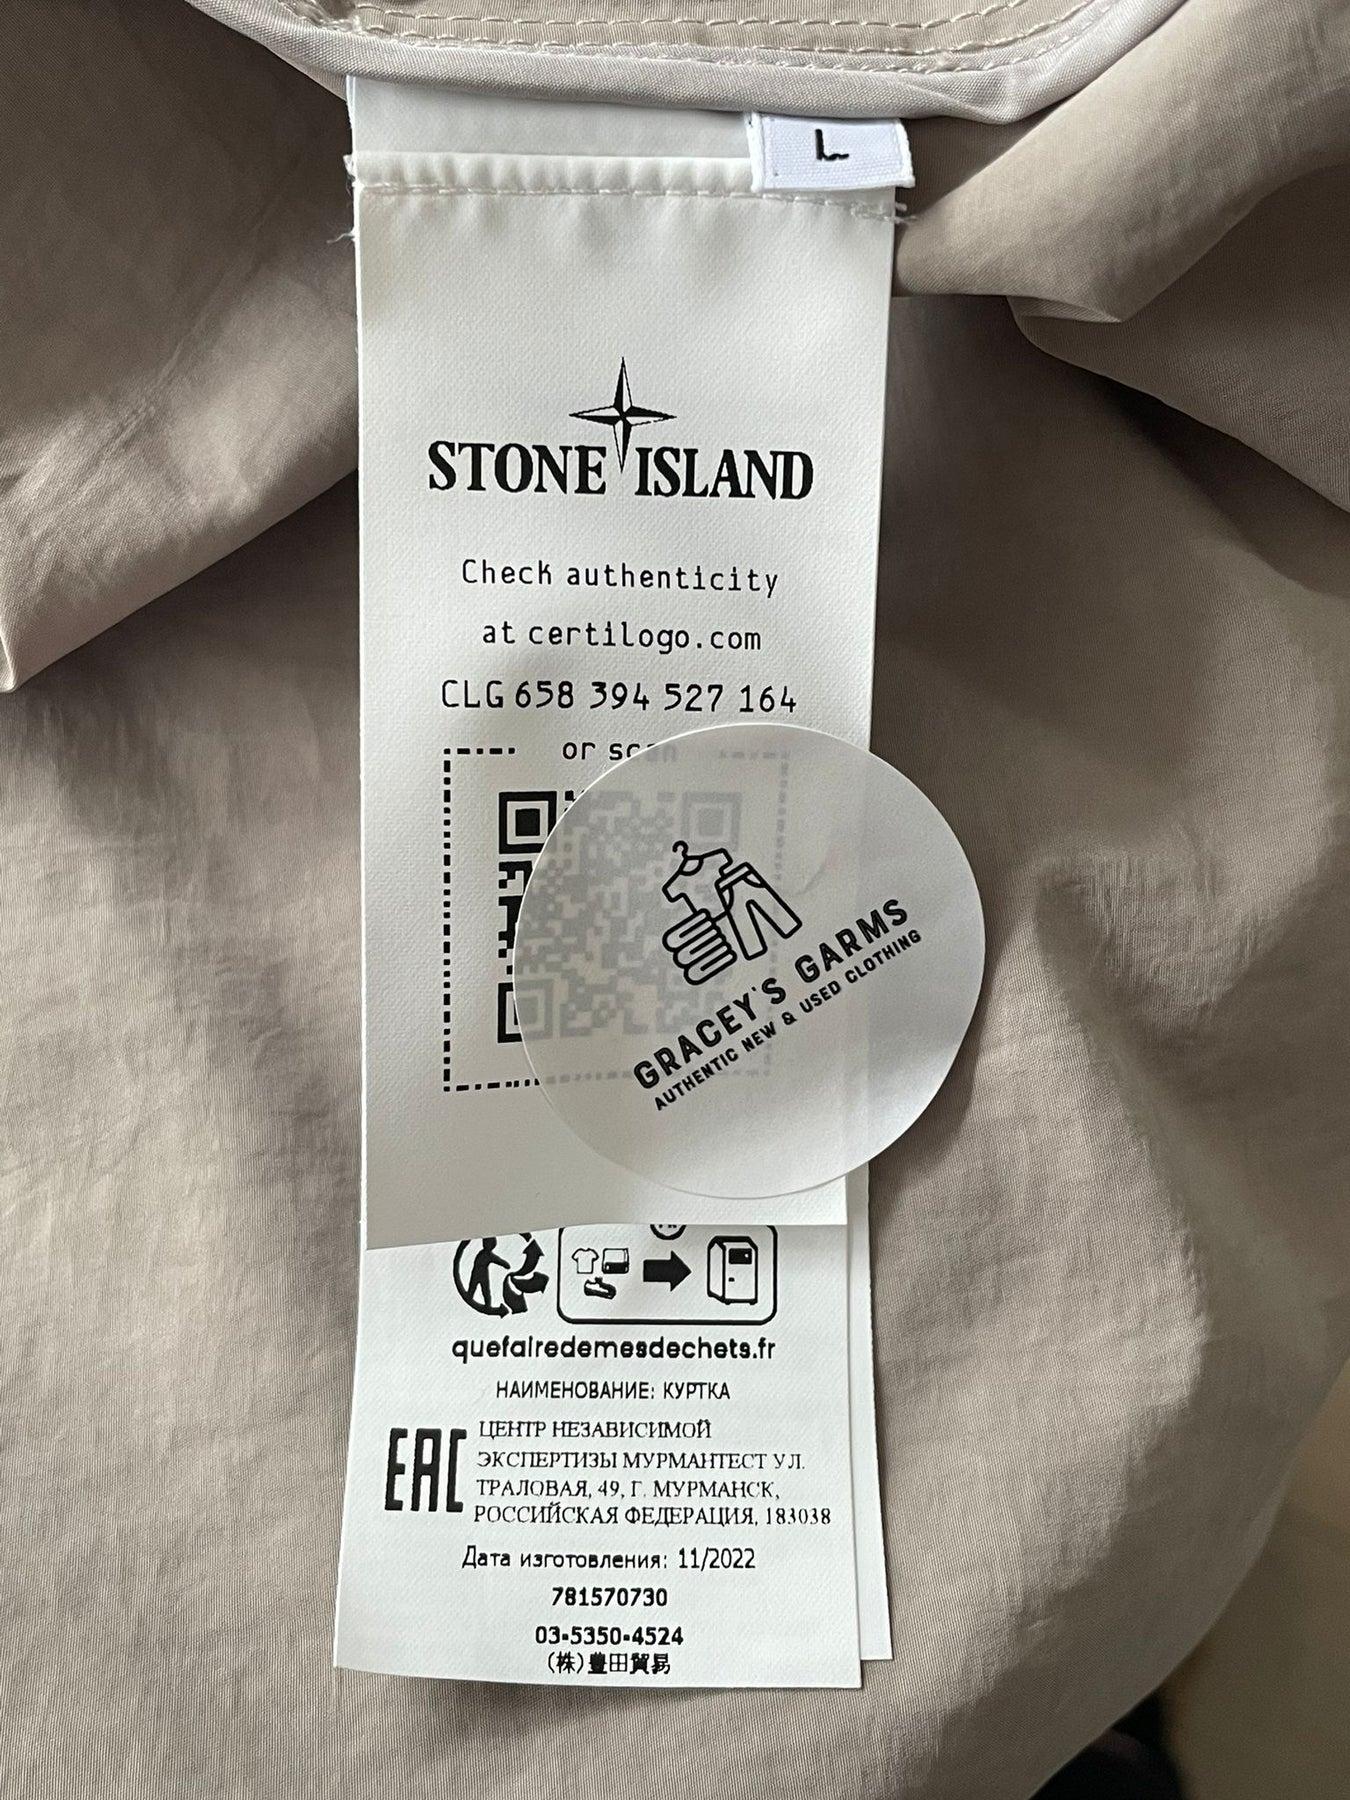 L
STONE ISLAND
Check authenticity
at certilogo.com
CLG 658 394 527 164
or scan
GRACEY'S GARMS
AUTHENTIC NEW & USED CLOTHING
quefairedemesdechets.fr
НАИМЕНОВАНИЕ: КУРТКА
EAC
ЦЕНТР НЕЗАВИСИМОЙ
ЭКСПЕРТИЗЫ МУРМАНТЕСТ УЛ.
ТРАЛОВАЯ, 49, Г. МУРМАНСК,
РОССИЙСКАЯ ФЕДЕРАЦИЯ, 183038
Дата изготовления: 11/2022
781570730
03-5350-4524
(株)豊田貿易